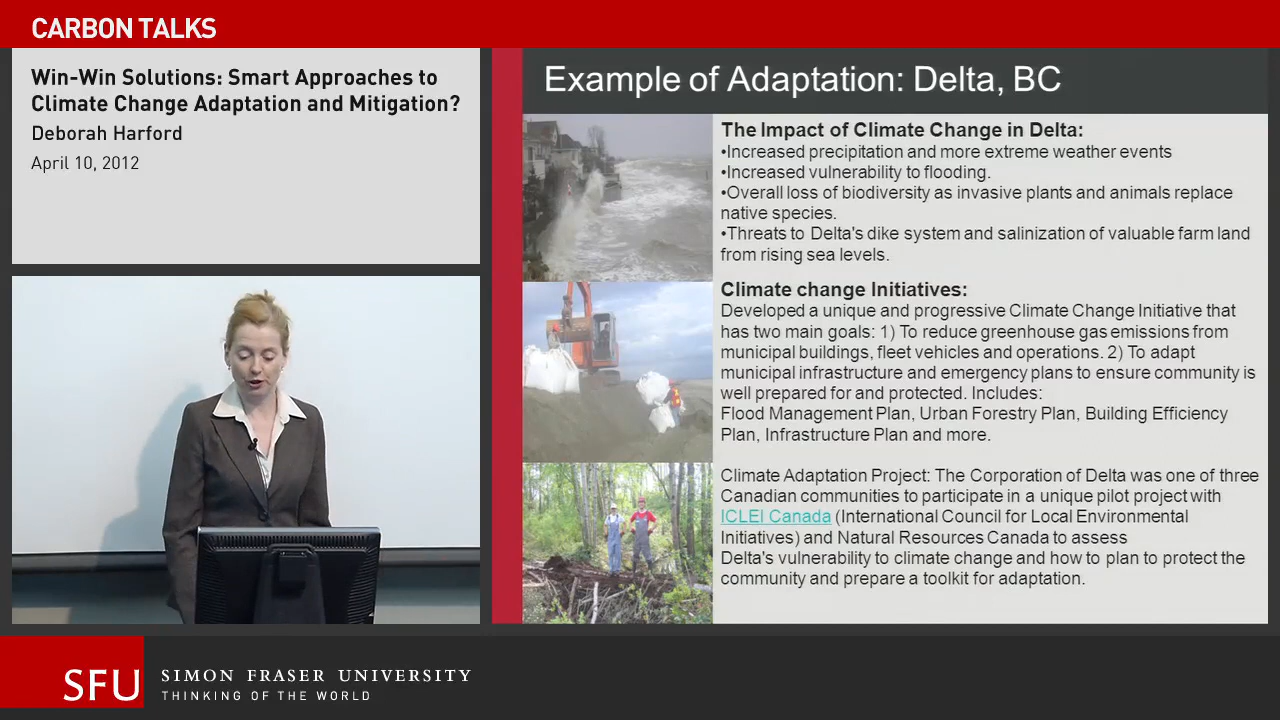 CARBON TALKS
Win-Win Solutions: Smart Approaches to
Climate Change Adaptation and Mitigation?
Deborah Harford
April 10, 2012
Example of Adaptation: Delta, BC
The Impact of Climate Change in Delta:
•Increased precipitation and more extreme weather events
•Increased vulnerability to flooding.
•Overall loss of biodiversity as invasive plants and animals replace
native species.
•Threats to Delta's dike system and salinization of valuable farm land
from rising sea levels.
Climate change Initiatives:
Developed a unique and progressive Climate Change Initiative that
has two main goals: 1) To reduce greenhouse gas emissions from
municipal buildings, fleet vehicles and operations. 2) To adapt
municipal infrastructure and emergency plans to ensure community is
well prepared for and protected. Includes:
Flood Management Plan, Urban Forestry Plan, Building Efficiency
Plan, Infrastructure Plan and more.
Climate Adaptation Project: The Corporation of Delta was one of three
Canadian communities to participate in a unique pilot project with
ICLEI Canada (International Council for Local Environmental
Initiatives) and Natural Resources Canada to assess
Delta's vulnerability to climate change and how to plan to protect the
community and prepare a toolkit for adaptation.
SFU
SIMON FRASER UNIVERSITY
THINKING OF THE WORLD